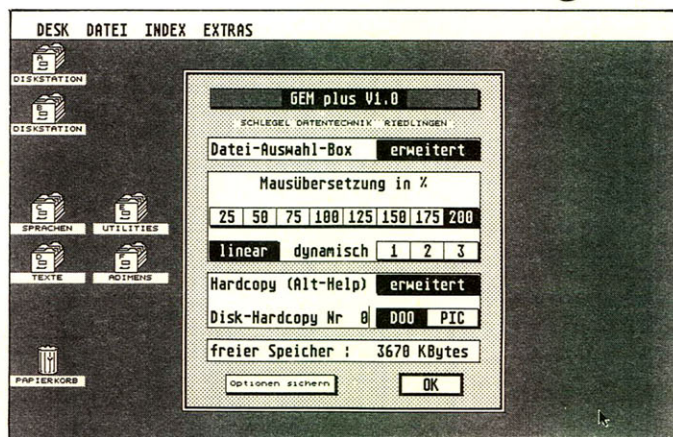 DESK DATEI INDEX EXTRAS
DISKSTATION
DISKSTATION
SPRACHEN UTILITIES
TEXTE ADIMENS
PAPIERKORB
GEM plus V1.0
SCHLEGEL DATENTECHNIK RIEDLINGEN
Datei-Auswahl-Box erweitert
Mausübersetzung in %
25 50 75 100 125 150 175 200
linear dynamisch 1 2 3
Hardcopy (Alt-Help) erweitert
Disk-Hardcopy Nr 0 DOO PIC
freier Speicher : 3670 KBytes
Optionen sichern OK